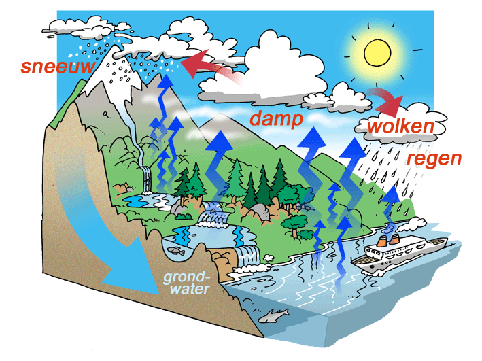 sneeuw
damp
wolken
regen
grond-
water